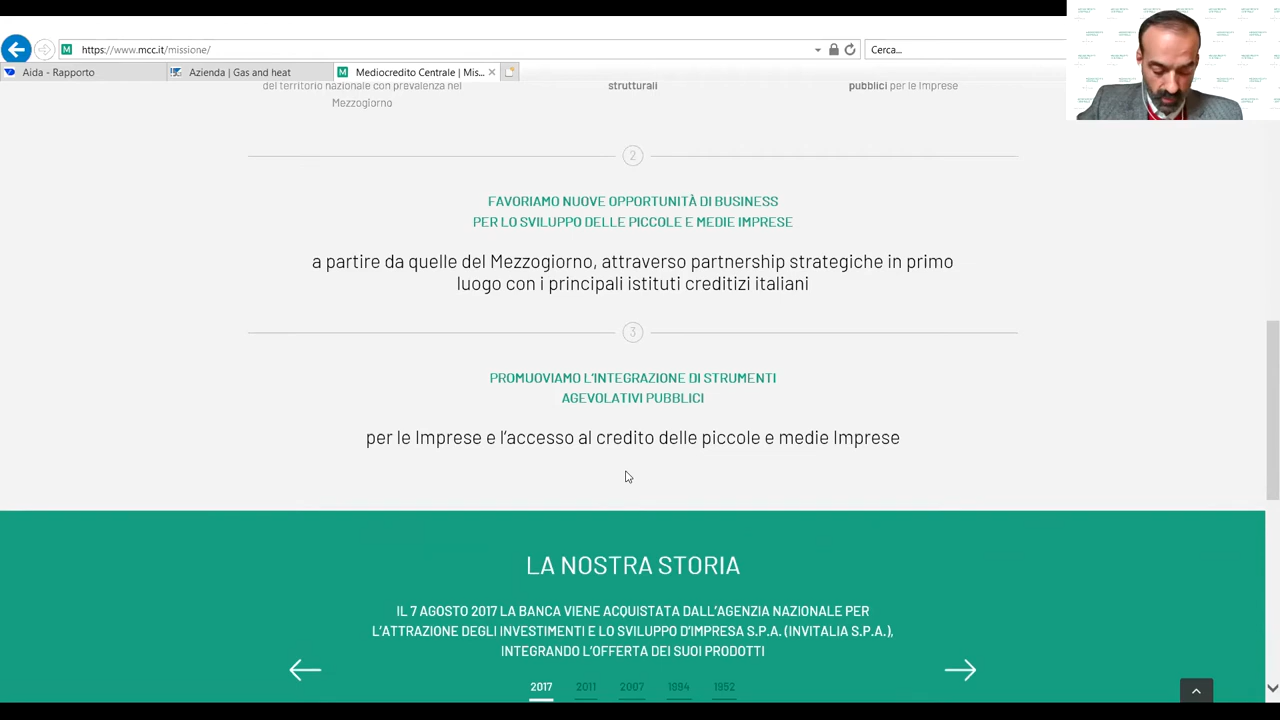 https://www.mcc.it/missione/
Cerca...
Aida - Rapporto
Aziende | Gas and heat
Mediocredito Centrale | Mis...
del territorio nazionale con rilevanza nel
Mezzogiorno
strutturali
pubblici per le Imprese
2
FAVORIAMO NUOVE OPPORTUNITÀ DI BUSINESS
PER LO SVILUPPO DELLE PICCOLE E MEDIE IMPRESE
a partire da quelle del Mezzogiorno, attraverso partnership strategiche in primo
luogo con i principali istituti creditizi italiani
3
PROMUOVIAMO L'INTEGRAZIONE DI STRUMENTI
AGEVOLATIVI PUBBLICI
per le Imprese e l'accesso al credito delle piccole e medie Imprese
LA NOSTRA STORIA
IL 7 AGOSTO 2017 LA BANCA VIENE ACQUISTATA DALL'AGENZIA NAZIONALE PER
L'ATTRAZIONE DEGLI INVESTIMENTI E LO SVILUPPO D'IMPRESA S.P.A. (INVITALIA S.P.A.),
INTEGRANDO L'OFFERTA DEI SUOI PRODOTTI
2017 2011 2007 1994 1952